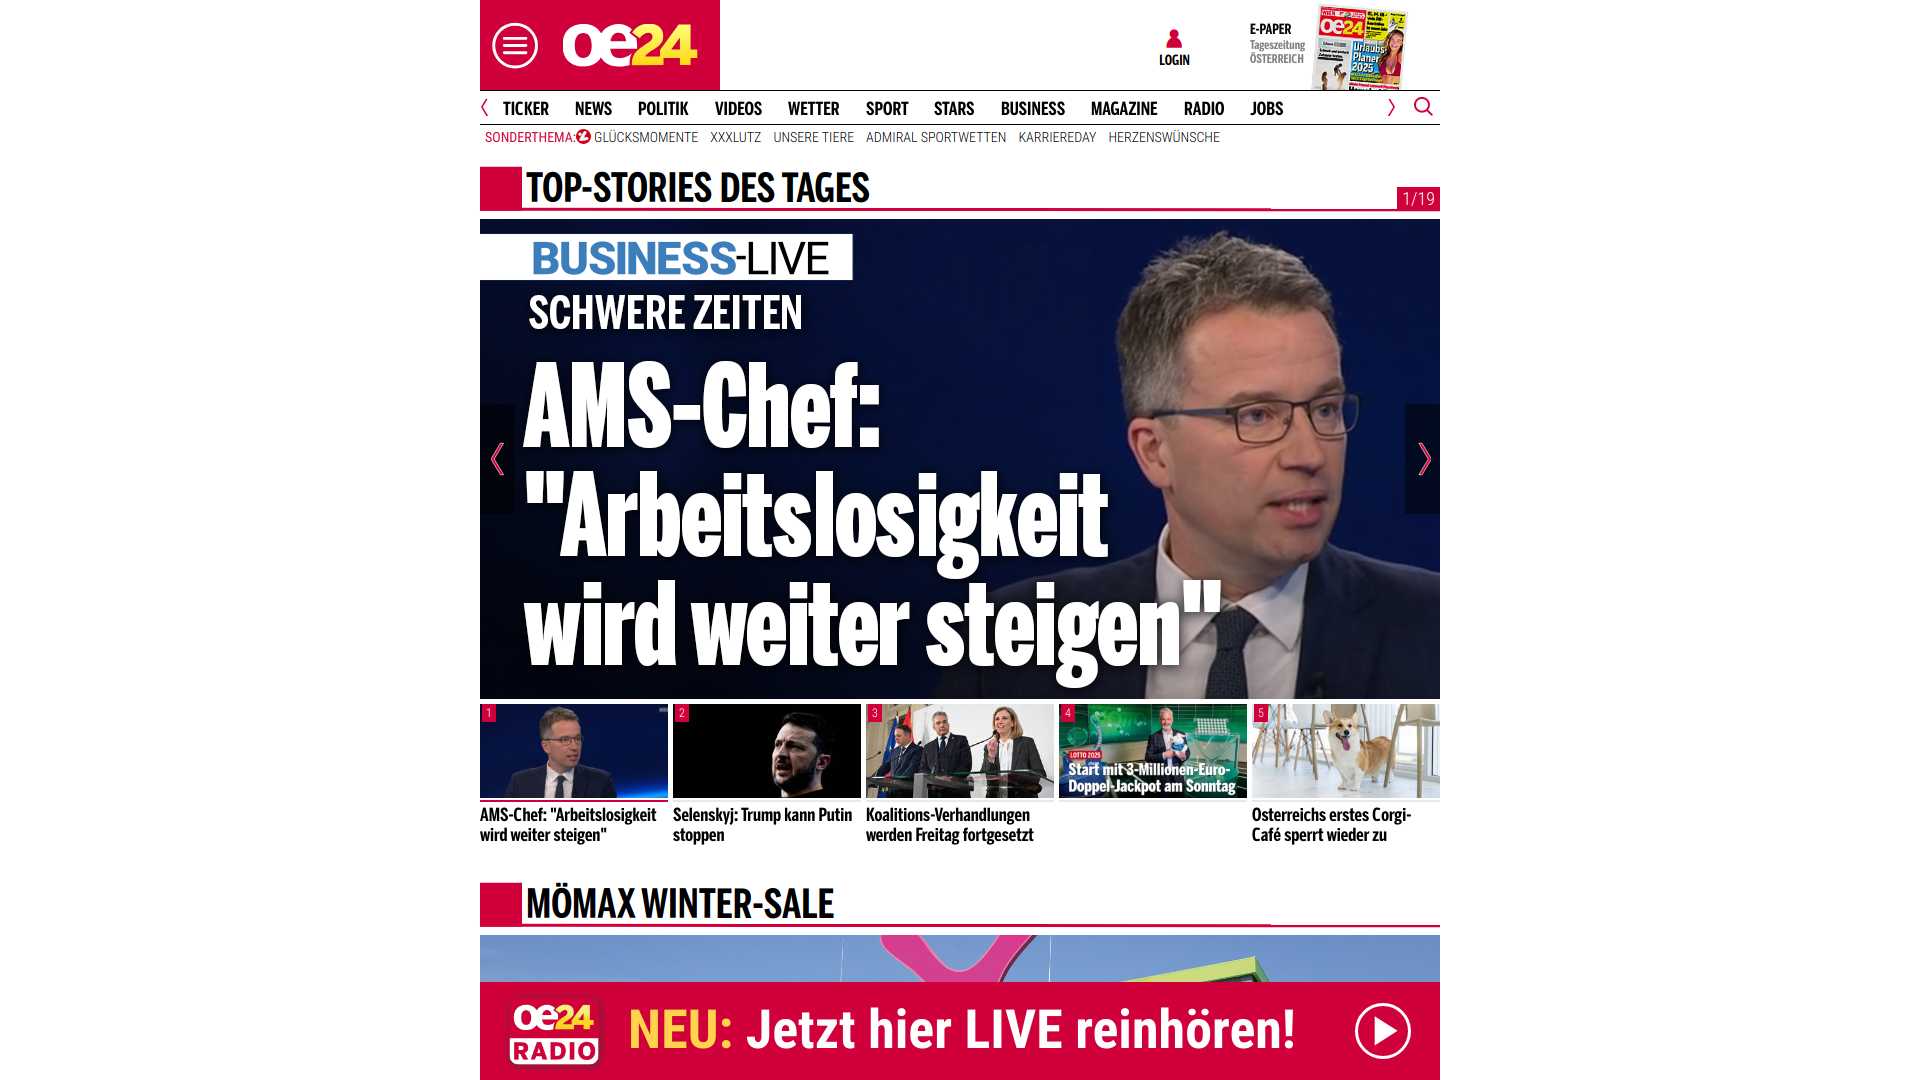 oe24
LOGIN
E-PAPER
Tageszeitung
ÖSTERREICH
oe24
Urlaubs-
Planer
2025
TICKER NEWS POLITIK VIDEOS WETTER SPORT STARS BUSINESS MAGAZINE RADIO JOBS
SONDERTHEMA: GLÜCKSMOMENTE XXXLUTZ UNSERE TIERE ADMIRAL SPORTWETTEN KARRIEREDAY HERZENSWÜNSCHE
TOP-STORIES DES TAGES
1/19
BUSINESS-LIVE
SCHWERE ZEITEN
AMS-Chef:
"Arbeitslosigkeit
wird weiter steigen"
1
2
3
4
5
LOTTO 2025
Start mit 3-Millionen-Euro-
Doppel-Jackpot am Sonntag
AMS-Chef: "Arbeitslosigkeit
wird weiter steigen"
Selenskyj: Trump kann Putin
stoppen
Koalitions-Verhandlungen
werden Freitag fortgesetzt
Österreichs erstes Corgi-
Café sperrt wieder zu
MÖMAX WINTER-SALE
oe24
RADIO
NEU: Jetzt hier LIVE reinhören!